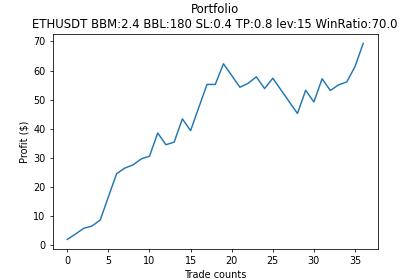 Portfolio
ETHUSDT BBM:2.4 BBL:180 SL:0.4 TP:0.8 lev:15 WinRatio:70.0
70
60
50
40
30
20
10
0
Profit ($)
0 5 10 15 20 25 30 35
Trade counts